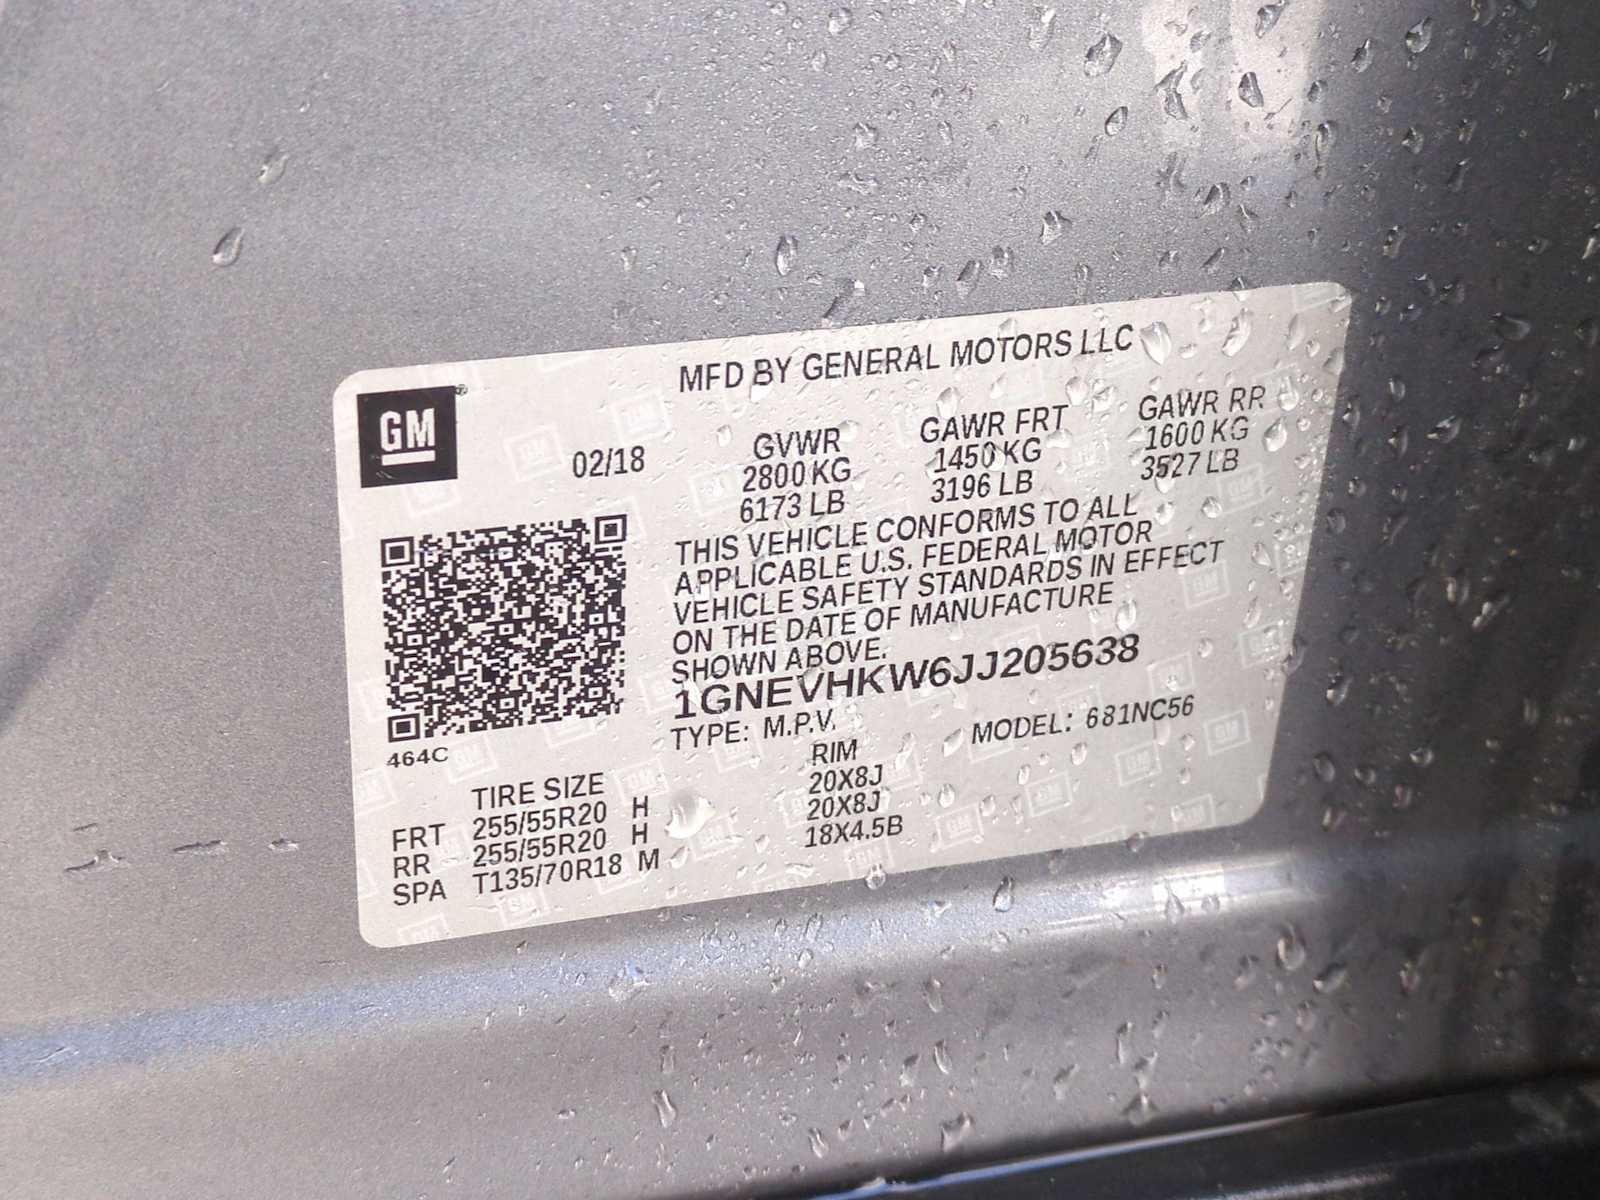 MFD BY GENERAL MOTORS LLC
GM
02/18
GVWR GAWR FRT GAWR RR
2800 KG 1450 KG 1600 KG
6173 LB 3196 LB 3527 LB
THIS VEHICLE CONFORMS TO ALL
APPLICABLE U.S. FEDERAL MOTOR
VEHICLE SAFETY STANDARDS IN EFFECT
ON THE DATE OF MANUFACTURE
SHOWN ABOVE.
1GNEVHKW6JJ205638
TYPE: M.P.V. MODEL: 681NC56
464C
TIRE SIZE RIM
FRT 255/55R20 H 20X8J
RR 255/55R20 H 20X8J
SPA T135/70R18 M 18X4.5B